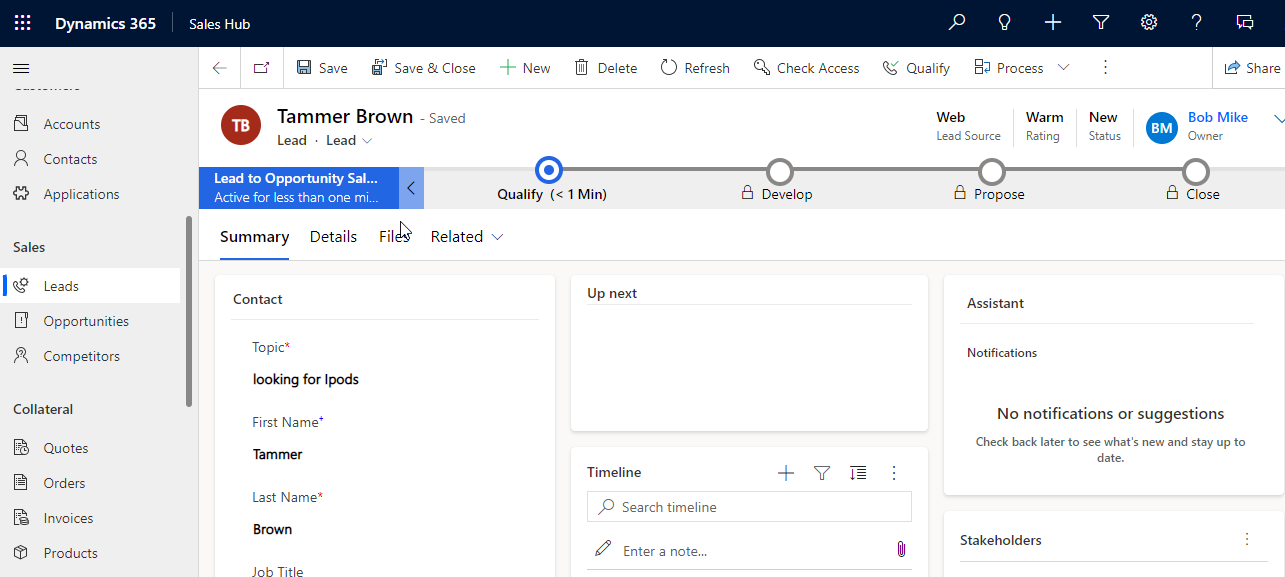 Dynamics 365
Sales Hub
Save
Save & Close
New
Delete
Refresh
Check Access
Qualify
Process
Share
Customers
Accounts
Contacts
Applications
Sales
Leads
Opportunities
Competitors
Collateral
Quotes
Orders
Invoices
Products
TB
Tammer Brown - Saved
Lead · Lead
Web
Lead Source
Warm
Rating
New
Status
BM
Bob Mike
Owner
Lead to Opportunity Sal...
Active for less than one mi...
Qualify (< 1 Min)
Develop
Propose
Close
Summary
Details
Files
Related
Contact
Topic*
looking for Ipods
First Name+
Tammer
Last Name*
Brown
Job Title
Up next
Timeline
Search timeline
Enter a note...
Assistant
Notifications
No notifications or suggestions
Check back later to see what's new and stay up to
date.
Stakeholders